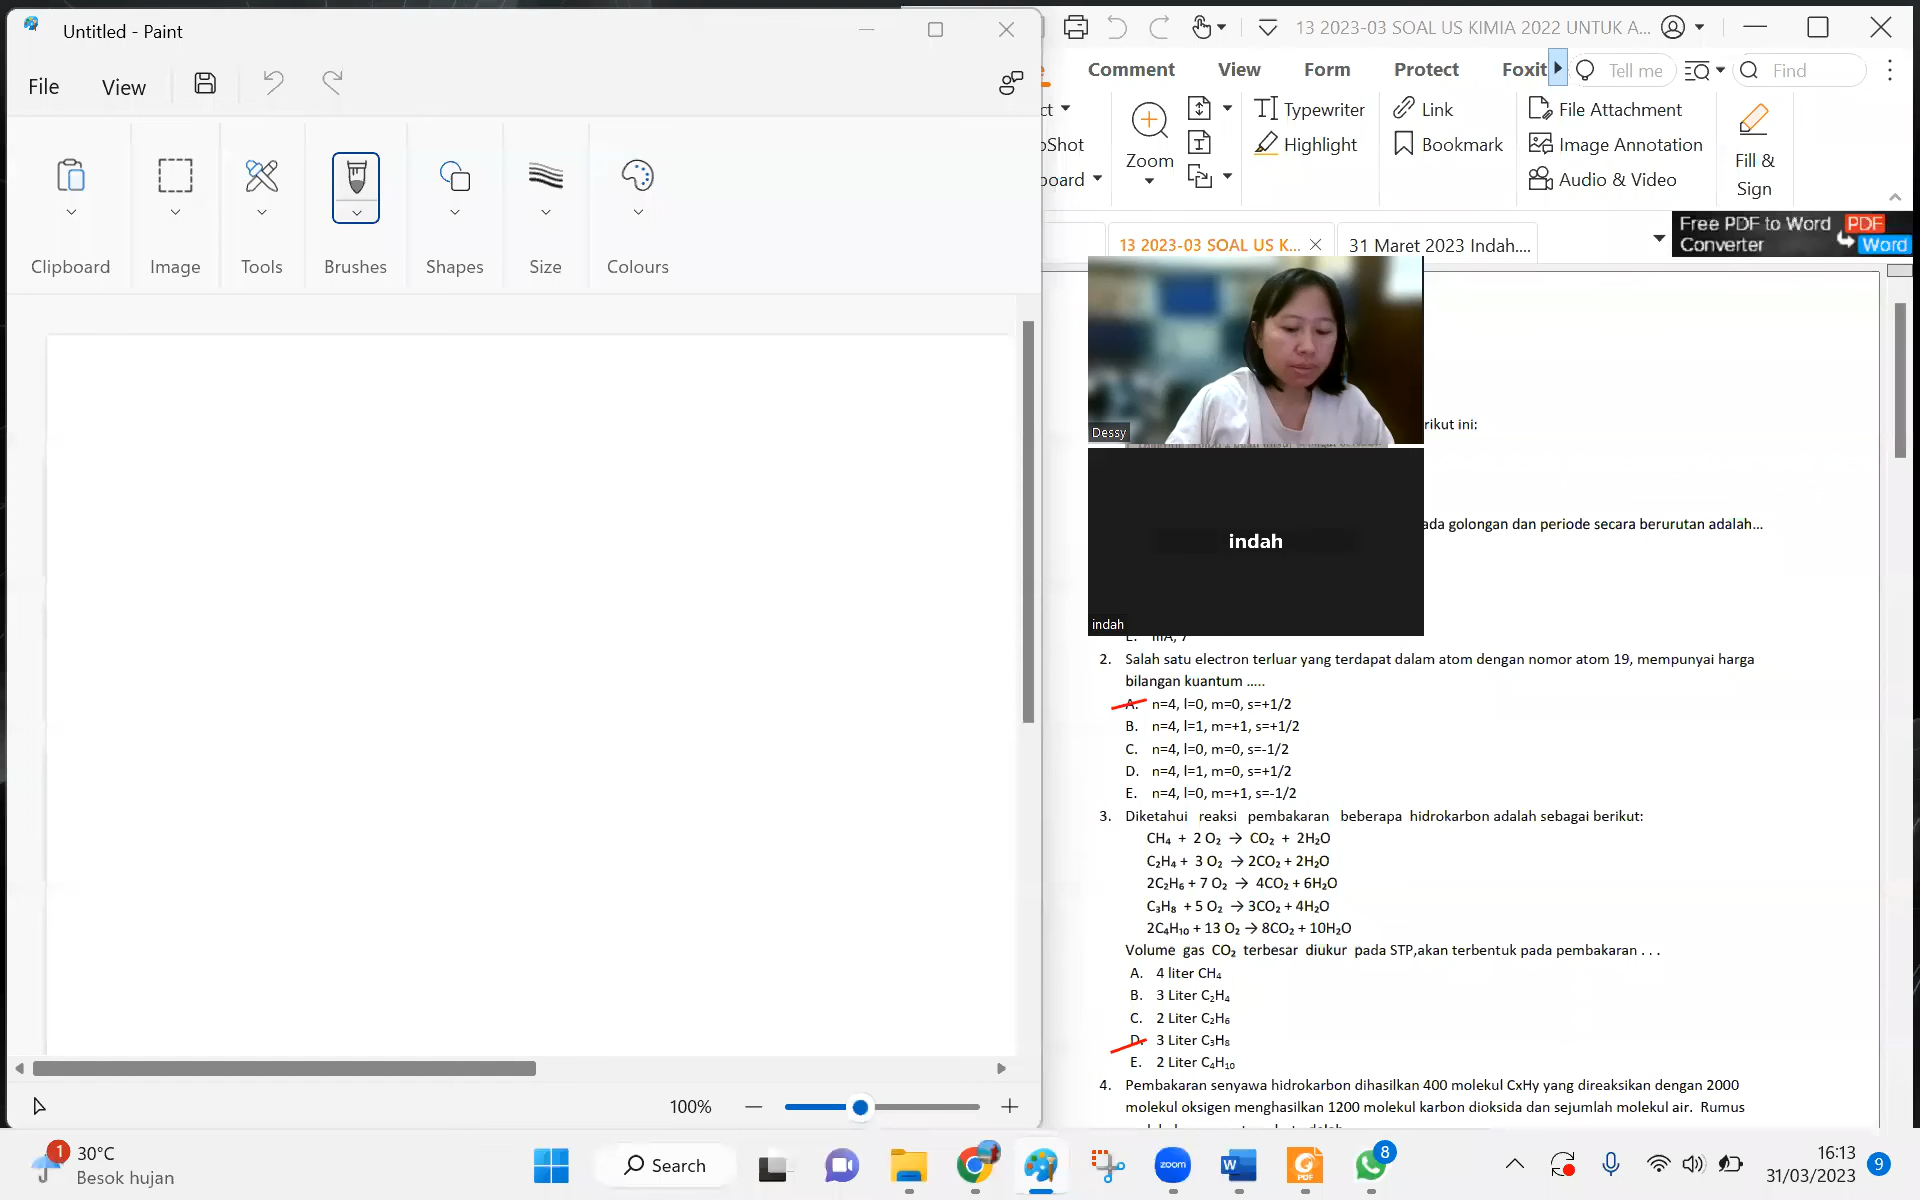 Untitled - Paint
File
View
Clipboard
Image
Tools
Brushes
Shapes
Size
Colours
100%
13 2023-03 SOAL US KIMIA 2022 UNTUK A...
Comment
View
Form
Protect
Foxit
Tell me
Find
Zoom
Typewriter
Highlight
Link
Bookmark
File Attachment
Image Annotation
Audio & Video
Fill &
Sign
13 2023-03 SOAL US K...
31 Maret 2023 Indah....
Free PDF to Word
Converter
PDF
Word
Dessy
indah
indah
rikut ini:
ada golongan dan periode secara berurutan adalah...
2. Salah satu electron terluar yang terdapat dalam atom dengan nomor atom 19, mempunyai harga
bilangan kuantum .....
A. n=4, l=0, m=0, s=+1/2
B. n=4, l=1, m=+1, s=+1/2
C. n=4, l=0, m=0, s=-1/2
D. n=4, l=1, m=0, s=+1/2
E. n=4, l=0, m=+1, s=-1/2
3. Diketahui reaksi pembakaran beberapa hidrokarbon adalah sebagai berikut:
CH₄ + 2 O₂ → CO₂ + 2H₂O
C₂H₄ + 3 O₂ → 2CO₂ + 2H₂O
2C₂H₆ + 7 O₂ → 4CO₂ + 6H₂O
C₃H₈ + 5 O₂ → 3CO₂ + 4H₂O
2C₄H₁₀ + 13 O₂ → 8CO₂ + 10H₂O
Volume gas CO₂ terbesar diukur pada STP,akan terbentuk pada pembakaran . . .
A. 4 liter CH₄
B. 3 Liter C₂H₄
C. 2 Liter C₂H₆
D. 3 Liter C₃H₈
E. 2 Liter C₄H₁₀
4. Pembakaran senyawa hidrokarbon dihasilkan 400 molekul CxHy yang direaksikan dengan 2000
molekul oksigen menghasilkan 1200 molekul karbon dioksida dan sejumlah molekul air. Rumus
1
30°C
Besok hujan
Search
zoom
W
PDF
8
16:13
31/03/2023
9